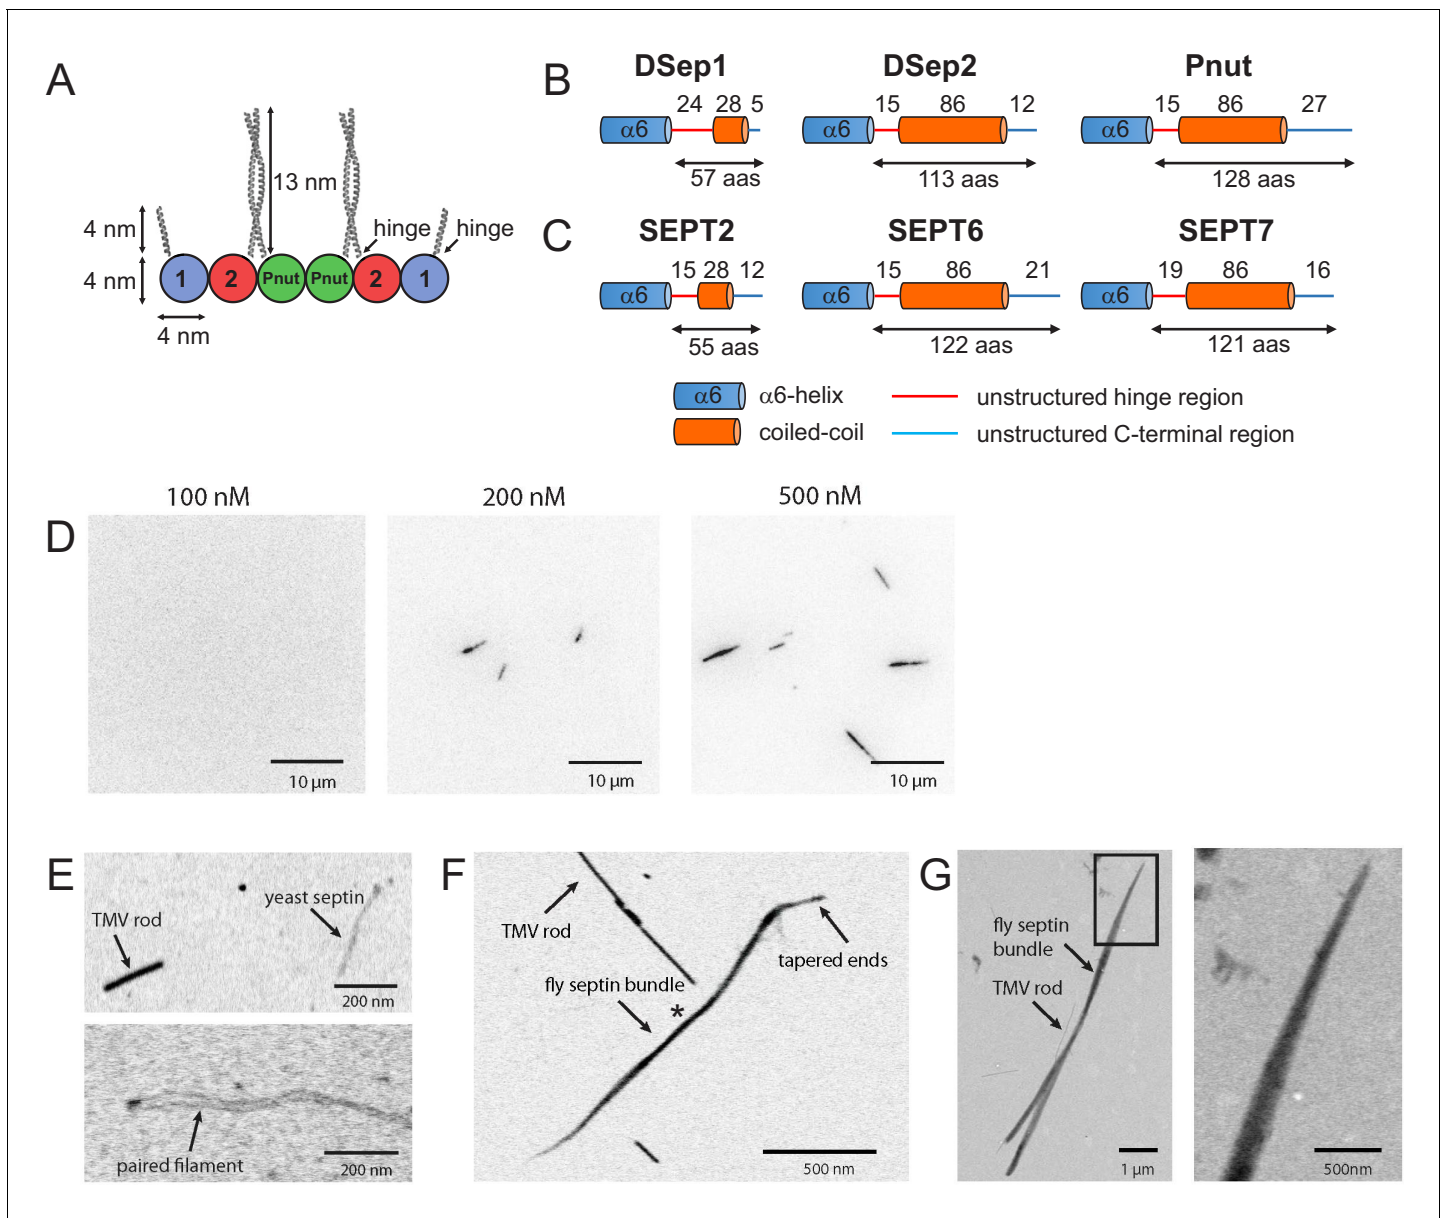 A
13 nm
4 nm
hinge
hinge
4 nm
1
2
Pnut
Pnut
2
1
4 nm
B
DSep1
DSep2
Pnut
24
28
5
15
86
12
15
86
27
α6
α6
α6
57 aas
113 aas
128 aas
C
SEPT2
SEPT6
SEPT7
15
28
12
15
86
21
19
86
16
α6
α6
α6
55 aas
122 aas
121 aas
α6
α6-helix
unstructured hinge region
coiled-coil
unstructured C-terminal region
D
100 nM
200 nM
500 nM
10 µm
10 µm
10 µm
E
yeast septin
TMV rod
200 nm
paired filament
200 nm
F
TMV rod
tapered ends
fly septin bundle
*
500 nm
G
fly septin
bundle
TMV rod
1 µm
500nm